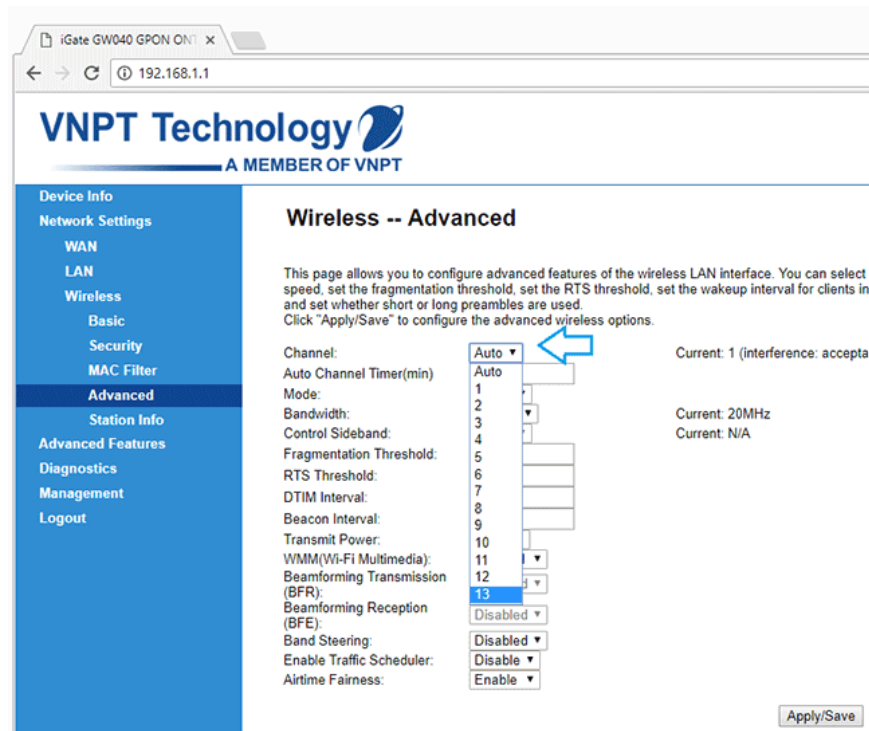 iGate GW040 GPON ONT
192.168.1.1
VNPT Technology
A MEMBER OF VNPT
Device Info
Network Settings
WAN
LAN
Wireless
Basic
Security
MAC Filter
Advanced
Station Info
Advanced Features
Diagnostics
Management
Logout
Wireless -- Advanced
This page allows you to configure advanced features of the wireless LAN interface. You can select
speed, set the fragmentation threshold, set the RTS threshold, set the wakeup interval for clients in
and set whether short or long preambles are used.
Click "Apply/Save" to configure the advanced wireless options.
Channel: Auto Current: 1 (interference: accepta
Auto Channel Timer(min)
Mode:
Bandwidth: Current: 20MHz
Control Sideband: Current: N/A
Fragmentation Threshold:
RTS Threshold:
DTIM Interval:
Beacon Interval:
Transmit Power:
WMM(Wi-Fi Multimedia):
Beamforming Transmission
(BFR):
Beamforming Reception
(BFE): Disabled
Band Steering: Disabled
Enable Traffic Scheduler: Disable
Airtime Fairness: Enable
Auto
1
2
3
4
5
6
7
8
9
10
11
12
13
Apply/Save